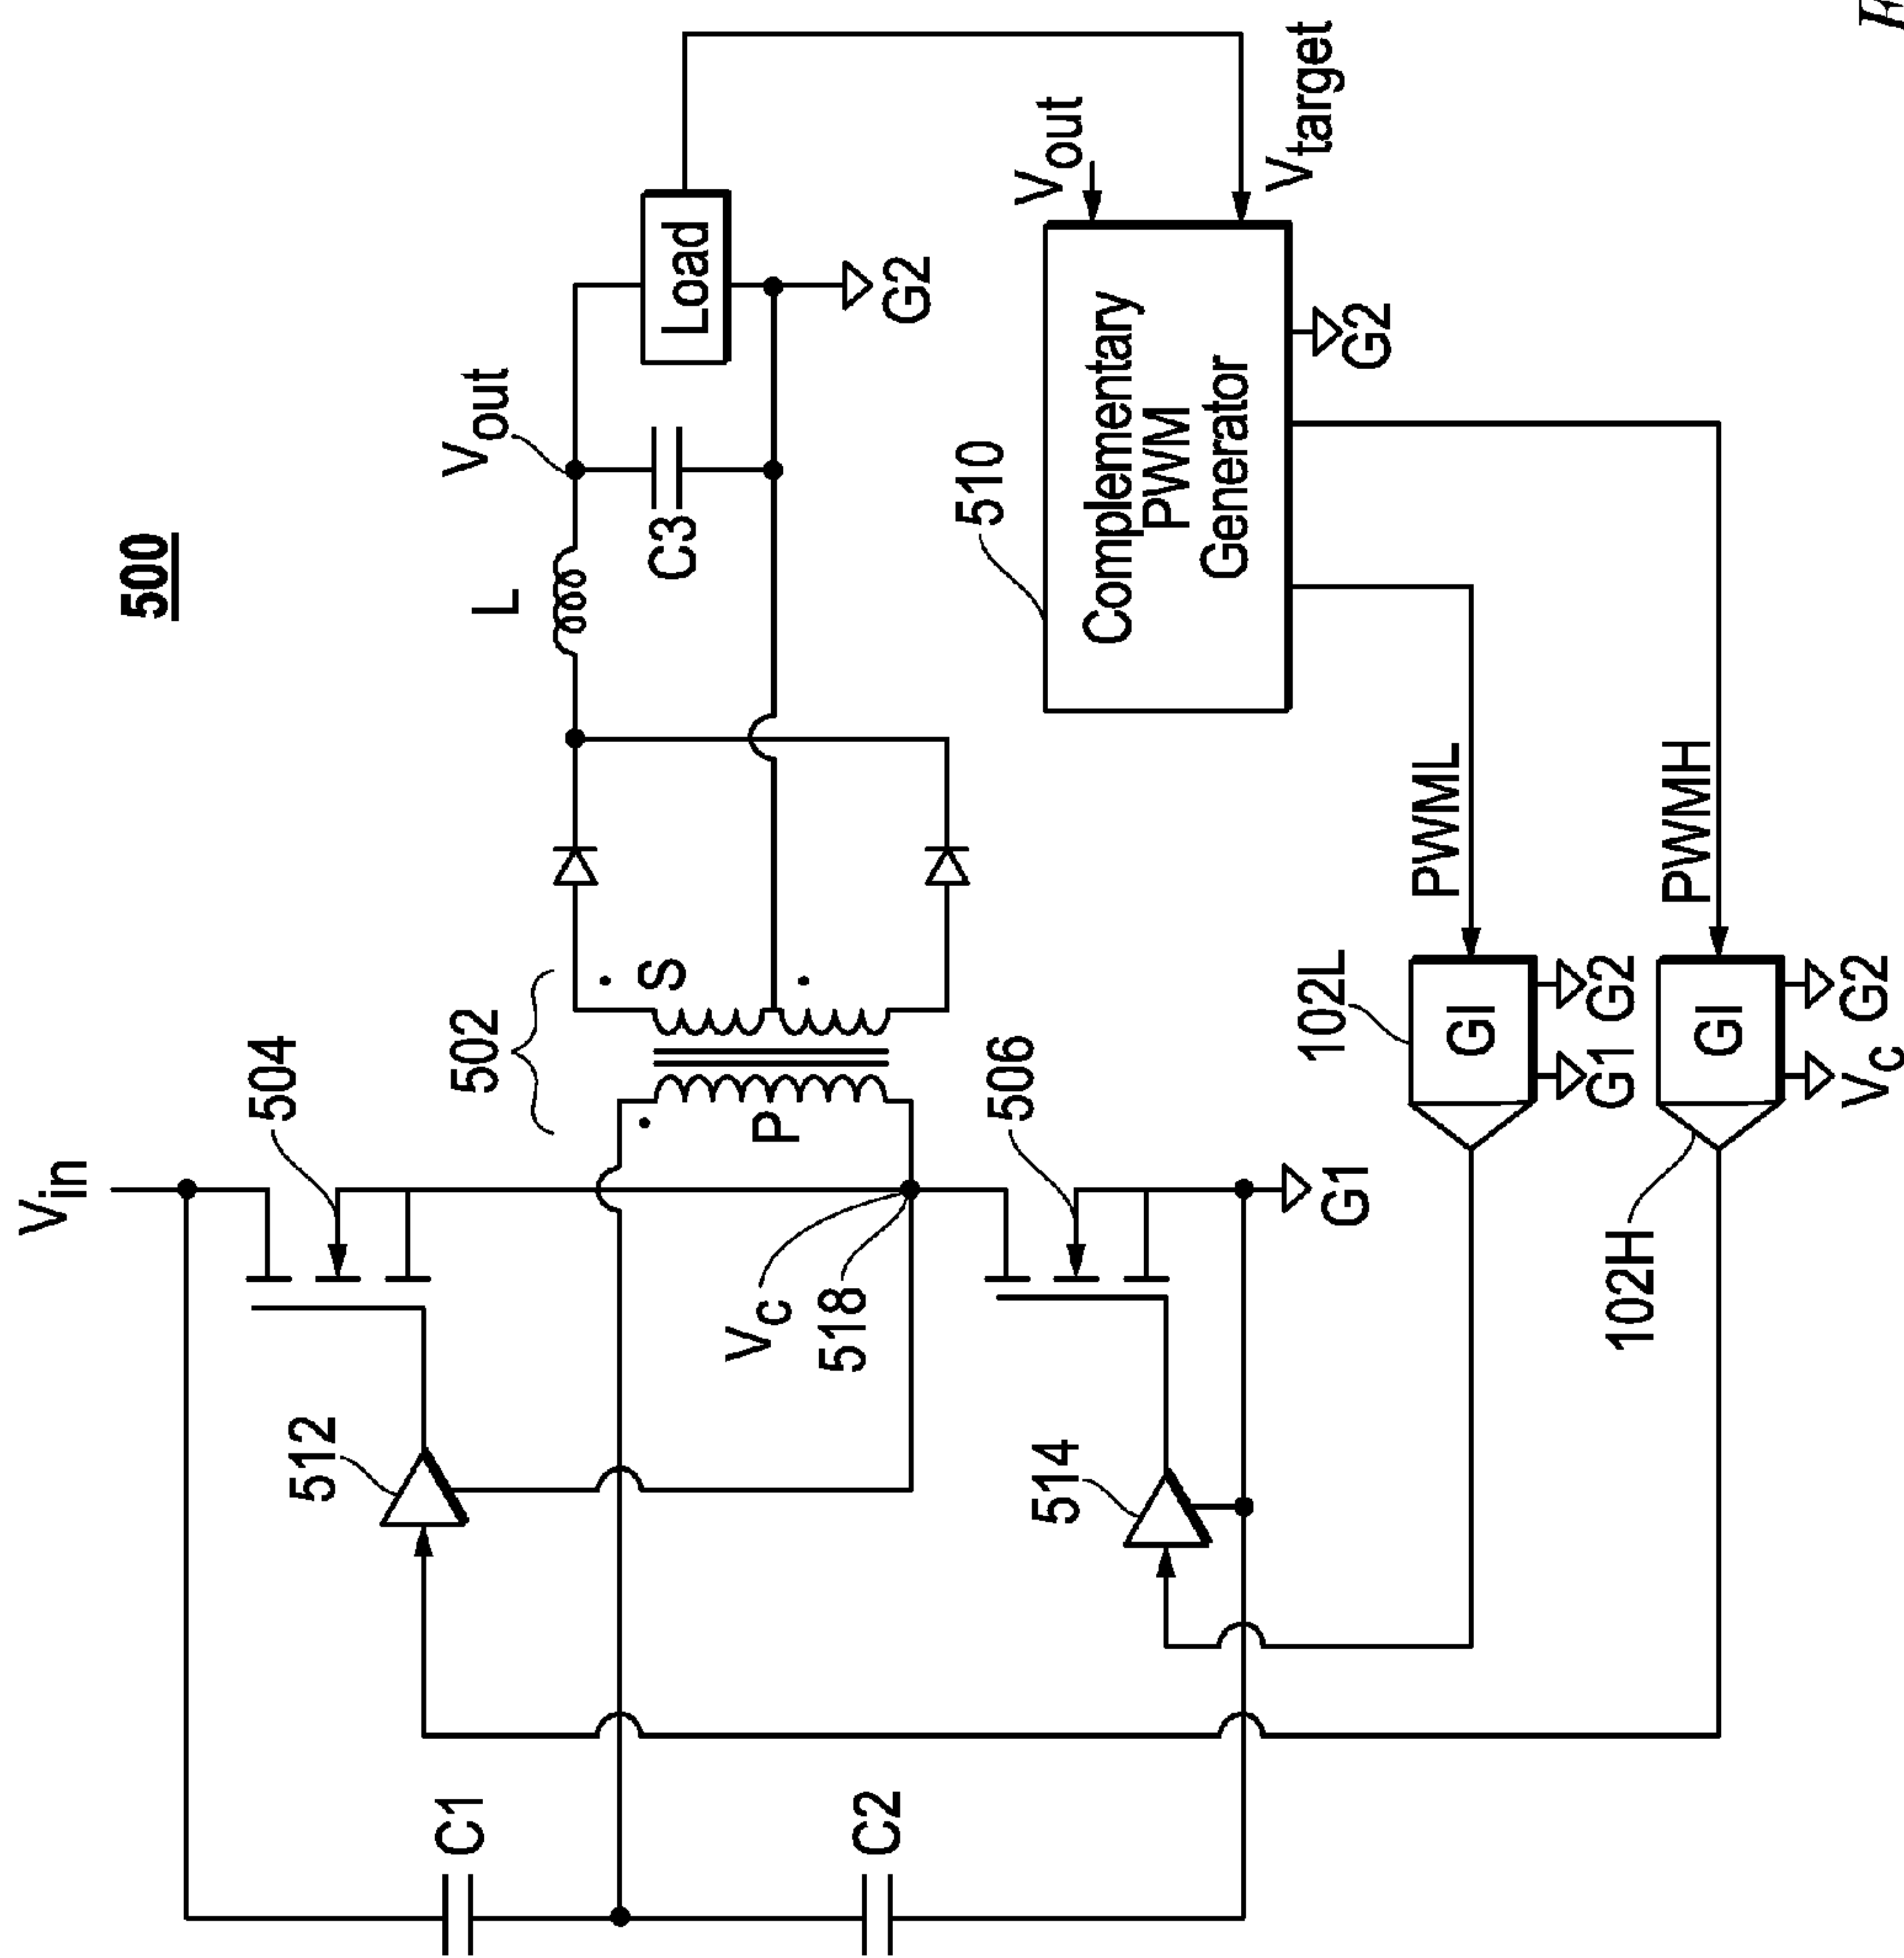 500
Vin
504
512
C1
502
P
S
L
Vout
C3
Load
G2
Vc
518
506
514
C2
G1
510
Complementary
PWM
Generator
Vout
Vtarget
G2
PWML
PWMH
102L
GI
G1
G2
102H
GI
Vc
G2